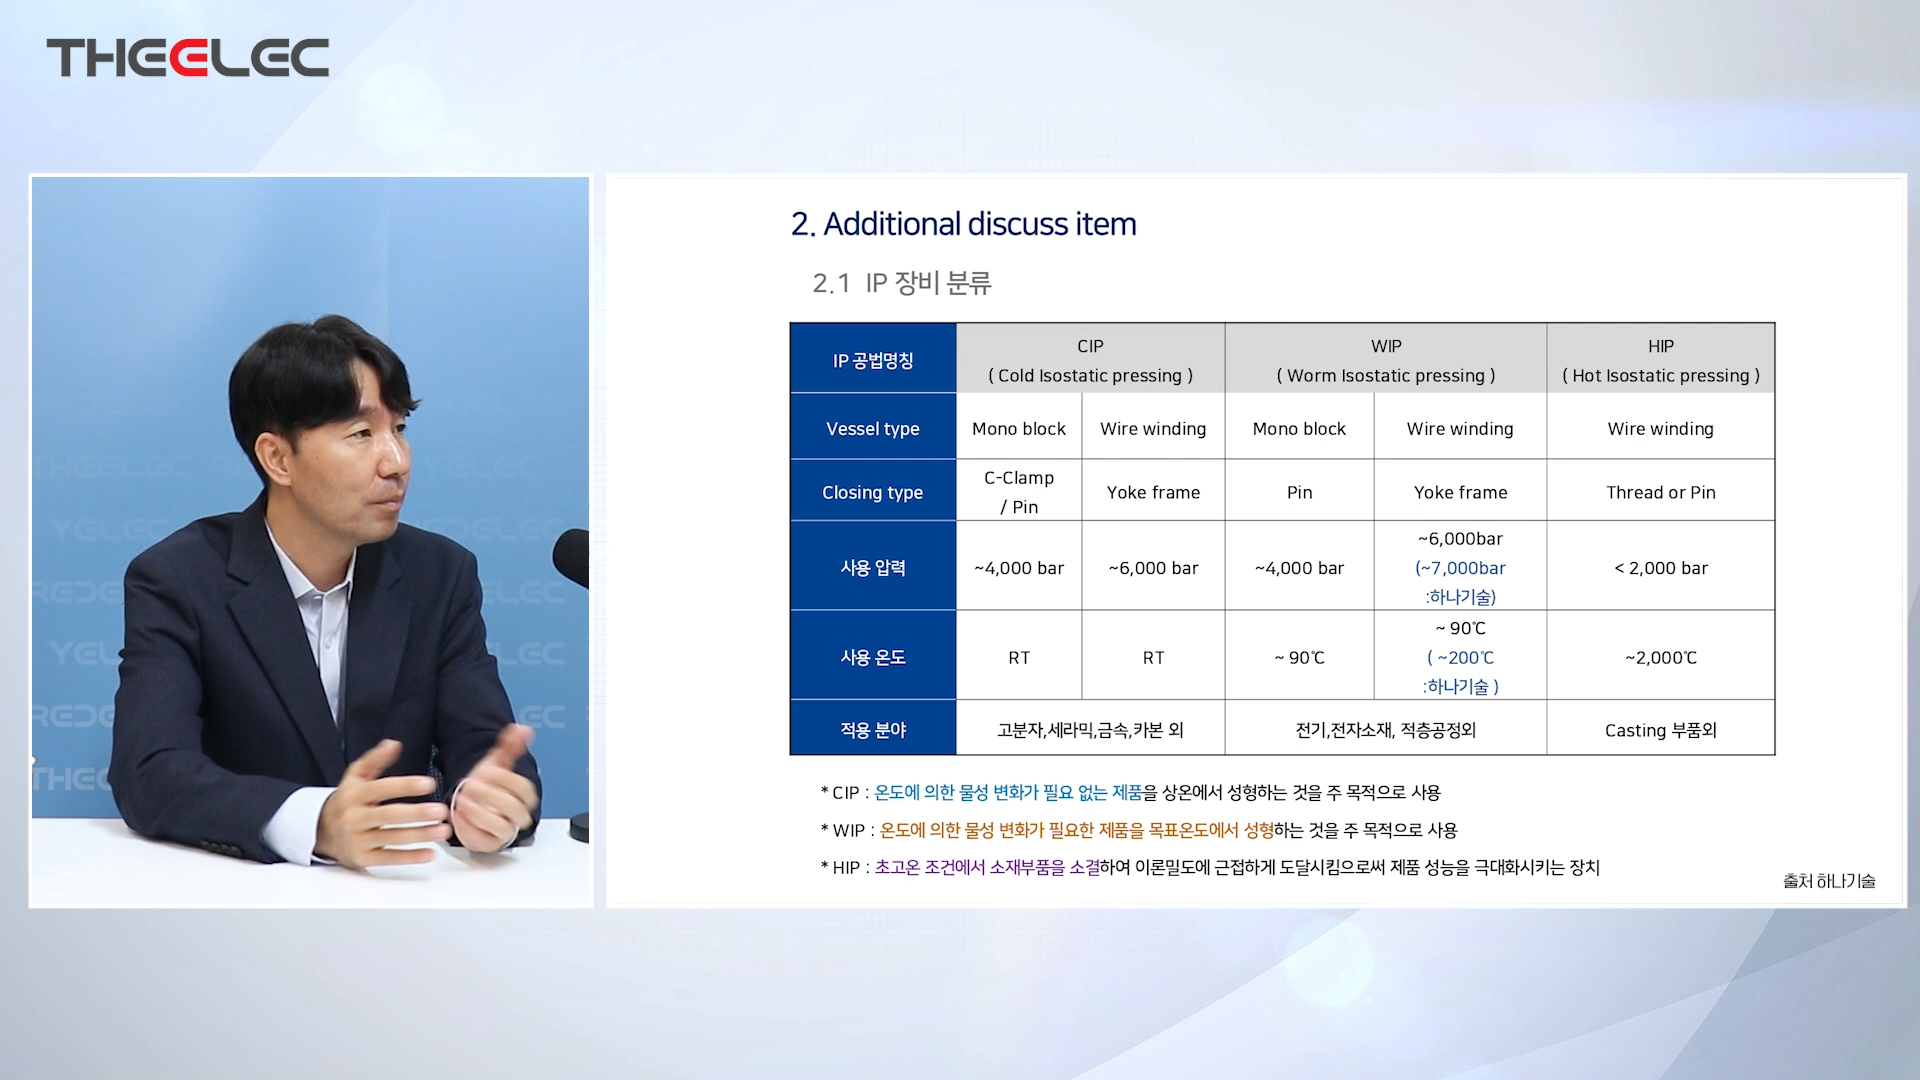 THEELEC
2. Additional discuss item
2.1 IP 장비 분류
IP 공법명칭
CIP
( Cold Isostatic pressing )
WIP
( Worm Isostatic pressing )
HIP
( Hot Isostatic pressing )
Vessel type
Mono block
Wire winding
Mono block
Wire winding
Wire winding
Closing type
C-Clamp
/ Pin
Yoke frame
Pin
Yoke frame
Thread or Pin
사용 압력
~4,000 bar
~6,000 bar
~4,000 bar
~6,000bar
(~7,000bar
:하나기술)
< 2,000 bar
사용 온도
RT
RT
~ 90℃
~ 90℃
( ~200℃
:하나기술 )
~2,000℃
적용 분야
고분자,세라믹,금속,카본 외
전기,전자소재, 적층공정외
Casting 부품외
* CIP : 온도에 의한 물성 변화가 필요 없는 제품을 상온에서 성형하는 것을 주 목적으로 사용
* WIP : 온도에 의한 물성 변화가 필요한 제품을 목표온도에서 성형하는 것을 주 목적으로 사용
* HIP : 초고온 조건에서 소재부품을 소결하여 이론밀도에 근접하게 도달시킴으로써 제품 성능을 극대화시키는 장치
출처 하나기술